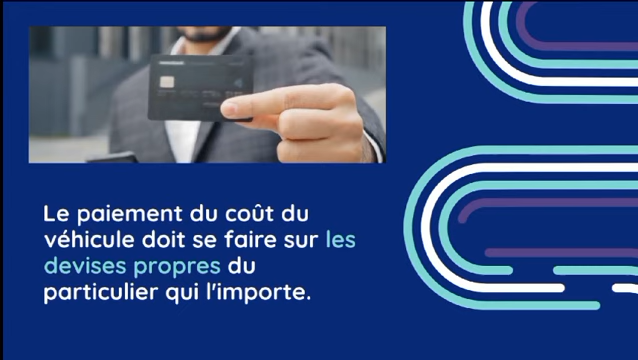 Le paiement du coût du
véhicule doit se faire sur les
devises propres du
particulier qui l'importe.